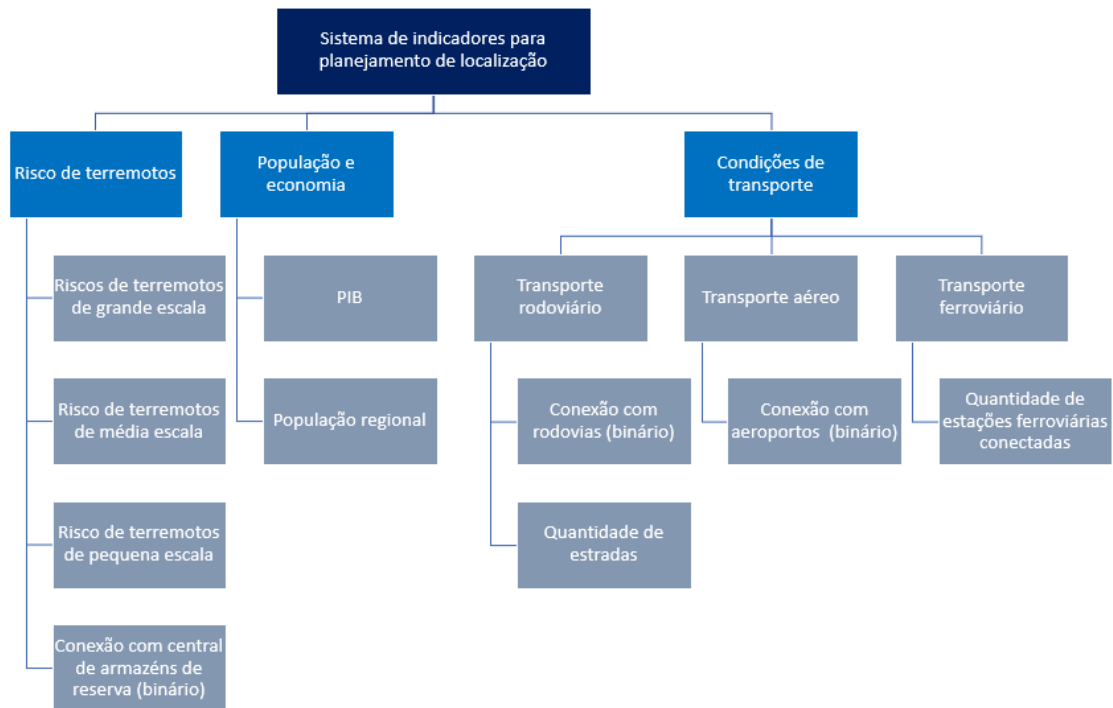 Sistema de indicadores para
planejamento de localização
Risco de terremotos
População e
economia
Condições de
transporte
Riscos de terremotos
de grande escala
PIB
Transporte
rodoviário
Transporte aéreo
Transporte
ferroviário
Risco de terremotos
de média escala
População regional
Conexão com
rodovias (binário)
Conexão com
aeroportos (binário)
Quantidade de
estações ferroviárias
conectadas
Risco de terremotos
de pequena escala
Quantidade de
estradas
Conexão com central
de armazéns de
reserva (binário)